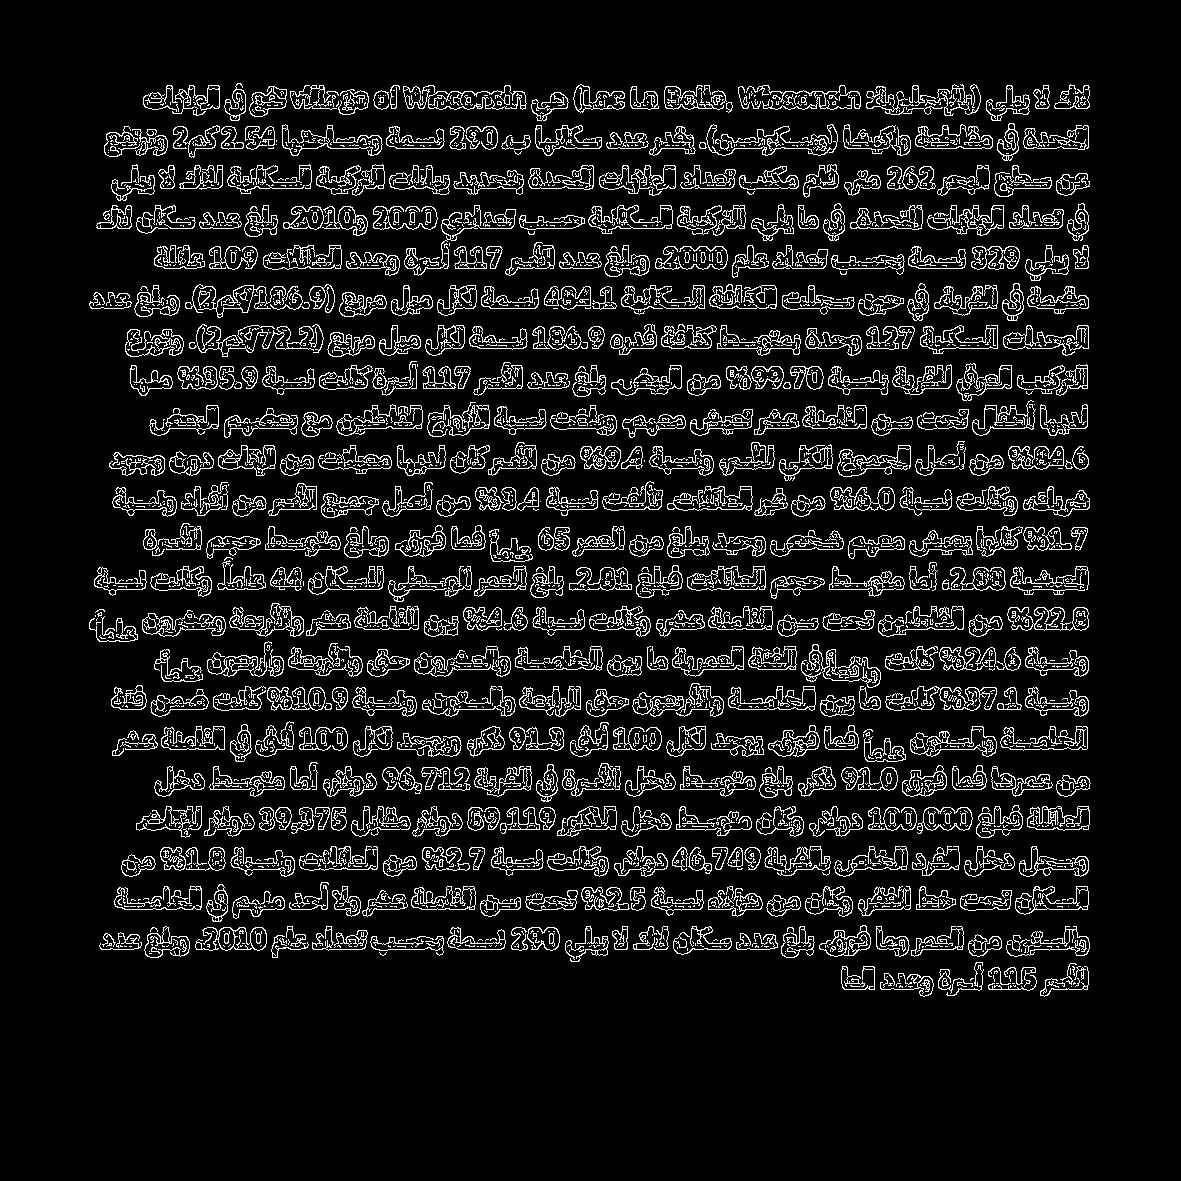 لاك لا بيلي (بالإنجليزية: Lac La Belle, Wisconsin) هي village of Wisconsin تقع في الولايات
المتحدة في مقاطعة واكيشا (ويسكونسن). يقدر عدد سكانها بـ 290 نسمة ومساحتها 2.54 كم2 وترتفع
عن سطح البحر 262 متر. قام مكتب تعداد الولايات المتحدة بتحديد بيانات التركيبة السكانية للاك لا بيلي
في تعداد الولايات المتحدة. في ما يلي التركيبة السكانية حسب تعدادي 2000 و2010. بلغ عدد سكان لاك
لا بيلي 329 نسمة بحسب تعداد عام 2000، وبلغ عدد الأسر 117 أسرة وعدد العائلات 109 عائلة
مقيمة في القرية. في حين سجلت الكثافة السكانية 484.1 نسمة لكل ميل مربع (186.9/كم2). وبلغ عدد
الوحدات السكنية 127 وحدة بمتوسط كثافة قدره 186.9 نسمة لكل ميل مربع (72.2/كم2). وتوزع
التركيب العرقي للقرية بنسبة 99.70% من البيض. بلغ عدد الأسر 117 أسرة كانت نسبة 35.9% منها
لديها أطفال تحت سن الثامنة عشر تعيش معهم، وبلغت نسبة الأزواج القاطنين مع بعضهم البعض
84.6% من أصل المجموع الكلي للأسر، ونسبة 9.4% من الأسر كان لديها معيلات من الإناث دون وجود
شريك، وكانت نسبة 6.0% من غير العائلات. تألفت نسبة 3.4% من أصل جميع الأسر من أفراد ونسبة
1.7% كانوا يعيش معهم شخص وحيد يبلغ من العمر 65 عاماً فما فوق. وبلغ متوسط حجم الأسرة
المعيشية 2.88، أما متوسط حجم العائلات فبلغ 2.81. بلغ العمر الوسطي للسكان 44 عاماً. وكانت نسبة
22.8% من القاطنين تحت سن الثامنة عشر، وكانت نسبة 4.6% بين الثامنة عشر والأربعة وعشرون عاماً،
ونسبة 24.6% كانت واقعةً في الفئة العمرية ما بين الخامسة والعشرون حتى والأربعة وأربعون عاماً،
ونسبة 37.1% كانت ما بين الخامسة والأربعون حتى الرابعة والستون. ونسبة 10.9% كانت ضمن فئة
الخامسة والستون عاماً فما فوق. يوجد لكل 100 أنثى 91.3 ذكر، ويوجد لكل 100 أنثى في الثامنة عشر
من عمرها فما فوق 91.0 ذكر. بلغ متوسط دخل الأسرة في القرية 96,712 دولار، أما متوسط دخل
العائلة فبلغ 100,000 دولار. وكان متوسط دخل الذكور 69,119 دولار مقابل 39,375 دولار للإناث.
وسجل دخل الفرد الخاص بالقرية 46,749 دولار. وكانت نسبة 2.7% من العائلات ونسبة 1.8% من
السكان تحت خط الفقر، وكان من هؤلاء نسبة 2.5% تحت سن الثامنة عشر ولا أحد منهم في الخامسة
والستين من العمر وما فوق. بلغ عدد سكان لاك لا بيلي 290 نسمة بحسب تعداد عام 2010، وبلغ عدد
الأسر 115 أسرة وعدد العا